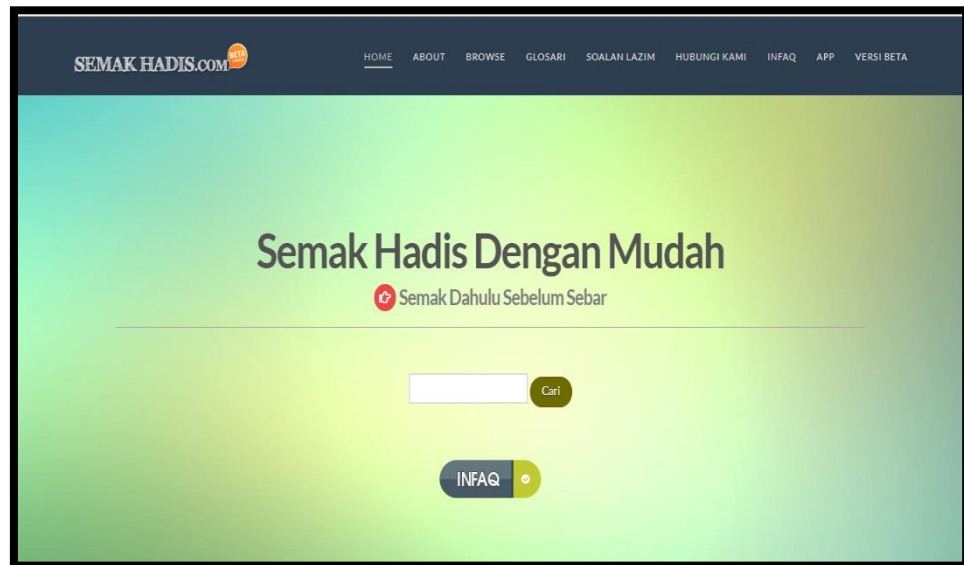 SEMAK HADIS.COM BETA
HOME ABOUT BROWSE GLOSARI SOALAN LAZIM HUBUNGI KAMI INFAQ APP VERSI BETA
Semak Hadis Dengan Mudah
Semak Dahulu Sebelum Sebar
Cari
INFAQ